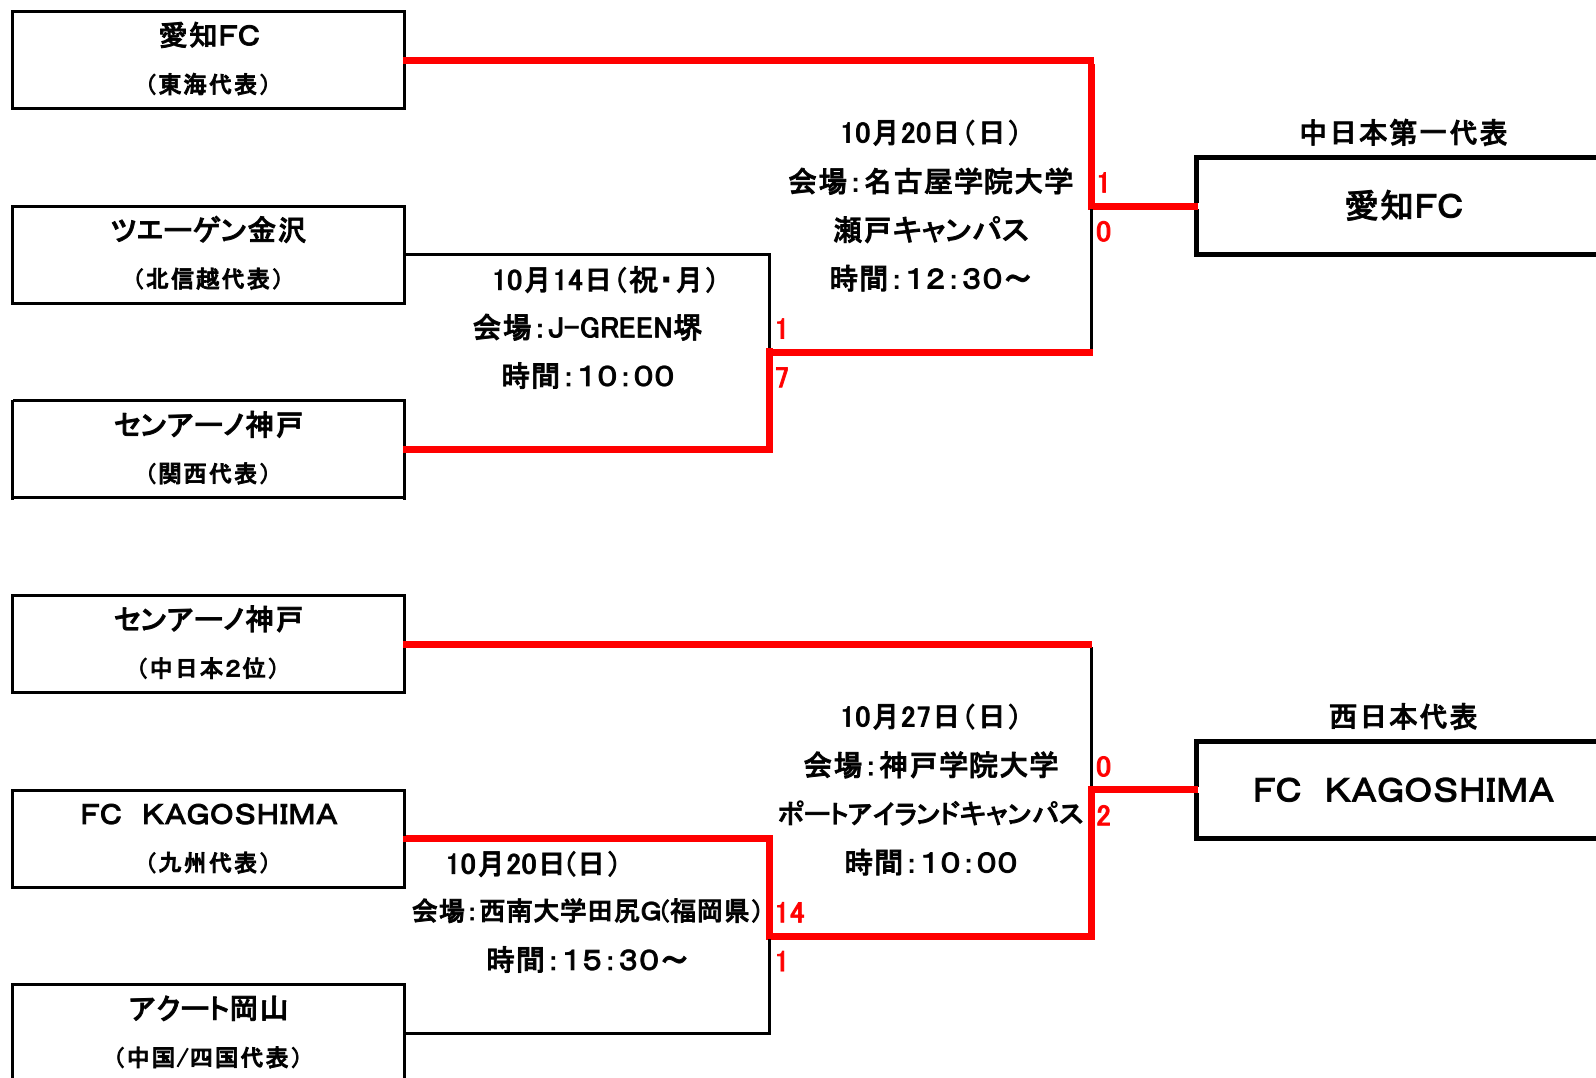 愛知FC
（東海代表）
10月20日（日）
中日本第一代表
会場：名古屋学院大学
1
愛知FC
ツエーゲン金沢
瀬戸キャンパス
0
（北信越代表）
10月14日（祝・月）
時間：１２：３０～
会場：J-GREEN堺
1
時間：１０：００
7
センアーノ神戸
（関西代表）
センアーノ神戸
（中日本２位）
10月27日（日）
西日本代表
会場：神戸学院大学
0
FC　KAGOSHIMA
FC　KAGOSHIMA
ポートアイランドキャンパス
2
（九州代表）
10月20日(日）
時間：１０：００
会場：西南大学田尻G(福岡県）
14
時間：１５：３０～
1
アクート岡山
（中国/四国代表）